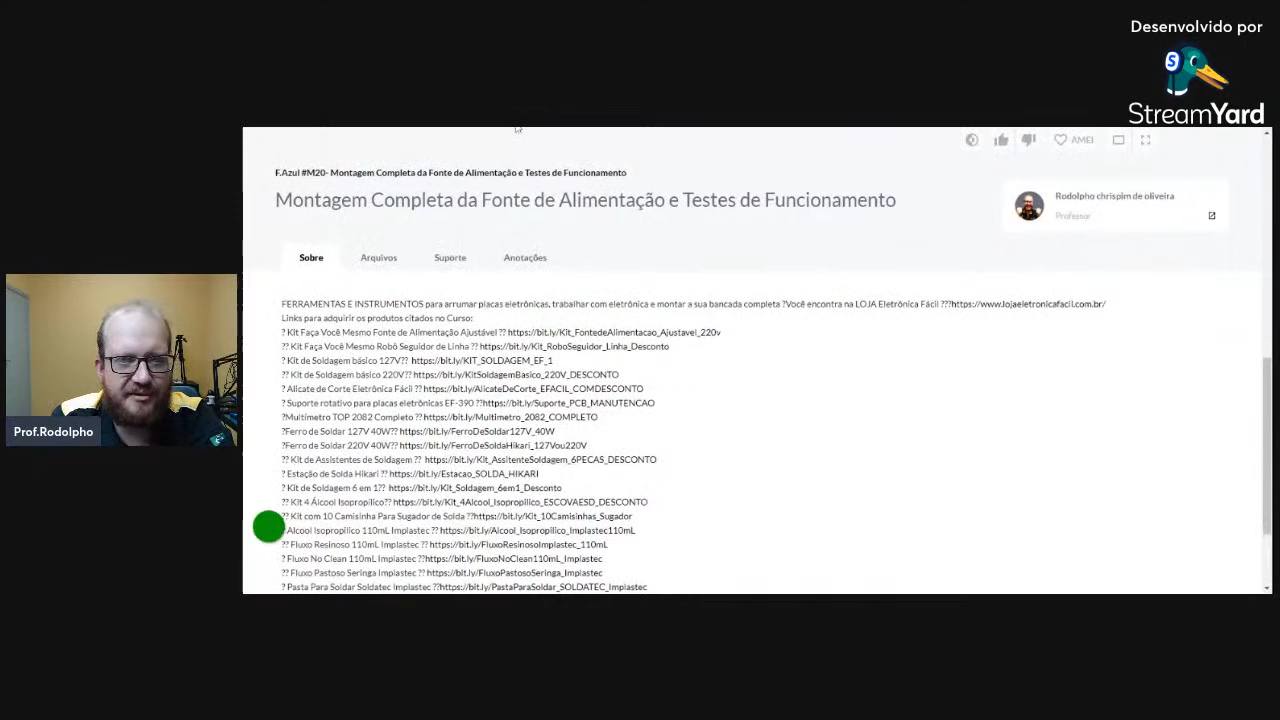 Desenvolvido por
StreamYard
AMEI
F.Azul #M20- Montagem Completa da Fonte de Alimentação e Testes de Funcionamento
Montagem Completa da Fonte de Alimentação e Testes de Funcionamento
Rodolpho chrispim de oliveira
Professor
Sobre
Arquivos
Suporte
Anotações
FERRAMENTAS E INSTRUMENTOS para arrumar placas eletrônicas, trabalhar com eletrônica e montar a sua bancada completa ?Você encontra na LOJA Eletrônica Fácil ???https://www.lojaeletronicafacil.com.br/
Links para adquirir os produtos citados no Curso:
? Kit Faça Você Mesmo Fonte de Alimentação Ajustável ?? https://bit.ly/Kit_FontedeAlimentacao_Ajustavel_220v
?? Kit Faça Você Mesmo Robô Seguidor de Linha ?? https://bit.ly/Kit_RoboSeguidor_Linha_Desconto
? Kit de Soldagem básico 127V?? https://bit.ly/KIT_SOLDAGEM_EF_1
?? Kit de Soldagem básico 220V?? https://bit.ly/KitSoldagemBasico_220V_DESCONTO
? Alicate de Corte Eletrônica Fácil ?? https://bit.ly/AlicateDeCorte_EFACIL_COMDESCONTO
? Suporte rotativo para placas eletrônicas EF-390 ??https://bit.ly/Suporte_PCB_MANUTENCAO
?Multímetro TOP 2082 Completo ?? https://bit.ly/Multimetro_2082_COMPLETO
?Ferro de Soldar 127V 40W?? https://bit.ly/FerroDeSoldar127V_40W
?Ferro de Soldar 220V 40W?? https://bit.ly/FerroDeSoldaHikari_127Vou220V
?? Kit de Assistentes de Soldagem ?? https://bit.ly/Kit_AssitenteSoldagem_6PECAS_DESCONTO
? Estação de Solda Hikari ?? https://bit.ly/Estacao_SOLDA_HIKARI
? Kit de Soldagem 6 em 1?? https://bit.ly/Kit_Soldagem_6em1_Desconto
?? Kit 4 Álcool Isopropílico?? https://bit.ly/Kit_4Alcool_Isopropilico_ESCOVAESD_DESCONTO
?? Kit com 10 Camisinha Para Sugador de Solda ??https://bit.ly/Kit_10Camisinhas_Sugador
Alcool Isopropilico 110mL Implastec ?? https://bit.ly/Alcool_Isopropilico_Implastec110mL
?? Fluxo Resinoso 110mL Implastec ?? https://bit.ly/FluxoResinosoImplastec_110mL
? Fluxo No Clean 110mL Implastec ??https://bit.ly/FluxoNoClean110mL_Implastec
?? Fluxo Pastoso Seringa Implastec ?? https://bit.ly/FluxoPastosoSeringa_Implastec
? Pasta Para Soldar Soldatec Implastec ??https://bit.ly/PastaParaSoldar_SOLDATEC_Implastec
Prof.Rodolpho